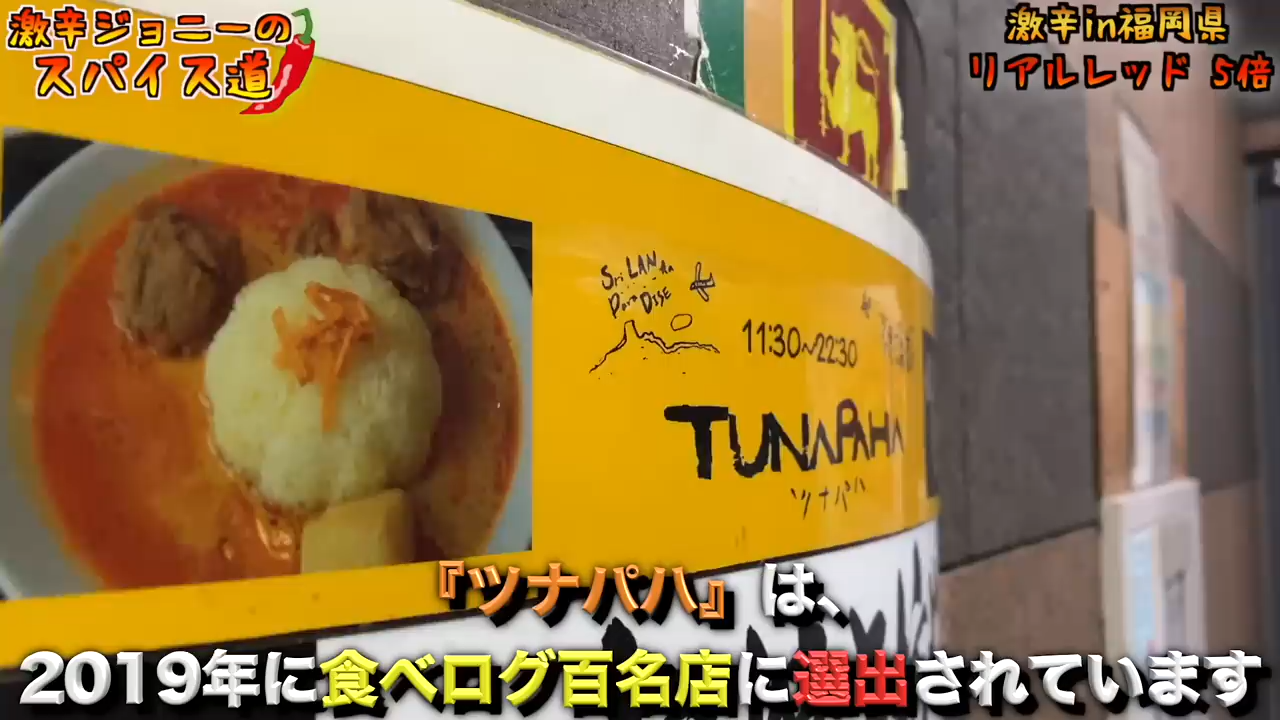 激辛ジョニーの
スパイス道
激辛in福岡県
リアルレッド 5倍
Sri LANka
ParaDISE
11:30~22:30
TUNAPAHA
ツナパハ
『ツナパハ』は、
2019年に食べログ百名店に選出されています